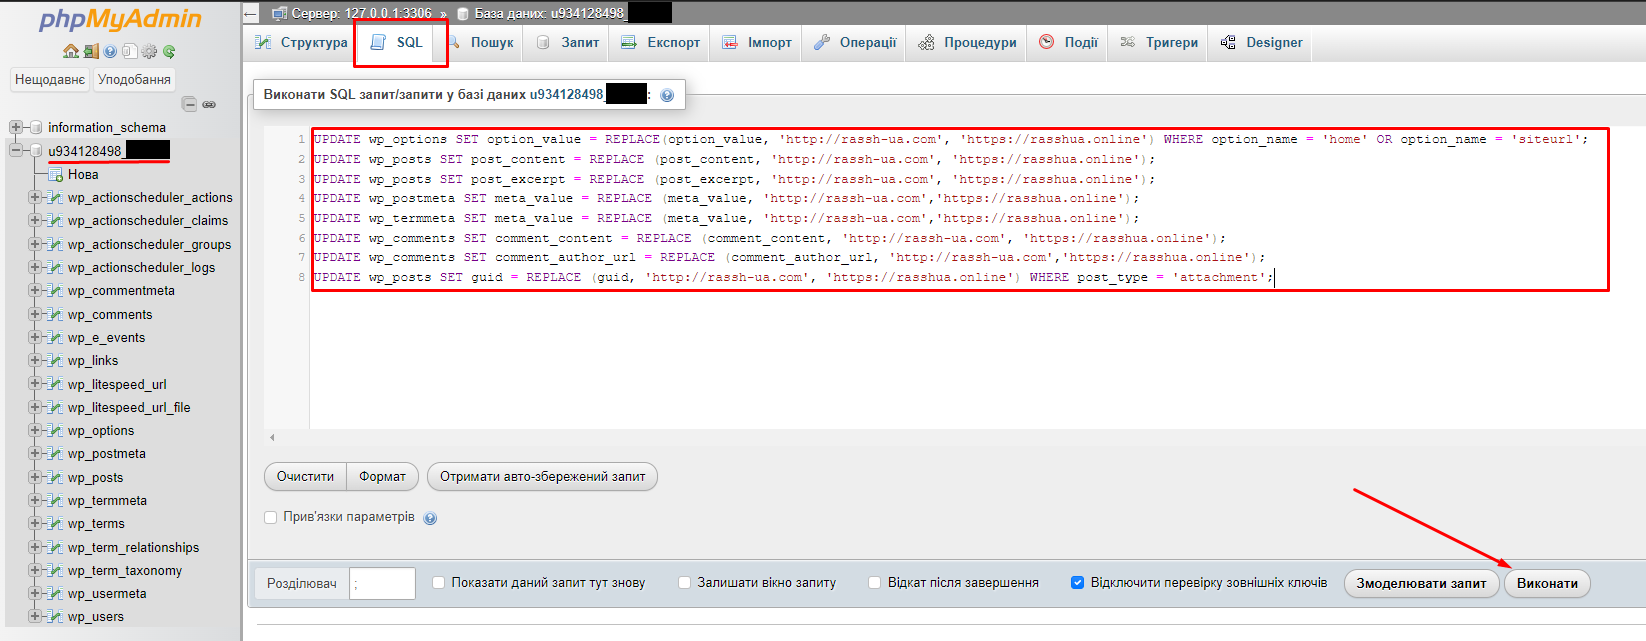 phpMyAdmin
Нещодавнє
Уподобання
information_schema
u934128498_
Нова
wp_actionscheduler_actions
wp_actionscheduler_claims
wp_actionscheduler_groups
wp_actionscheduler_logs
wp_commentmeta
wp_comments
wp_e_events
wp_links
wp_litespeed_url
wp_litespeed_url_file
wp_options
wp_postmeta
wp_posts
wp_termmeta
wp_terms
wp_term_relationships
wp_term_taxonomy
wp_usermeta
wp_users
Сервер: 127.0.0.1:3306 » База даних: u934128498_
Структура SQL Пошук Запит Експорт Імпорт Операції Процедури Події Тригери Designer
Виконати SQL запит/запити у базі даних u934128498_ :
1 UPDATE wp_options SET option_value = REPLACE(option_value, 'http://rassh-ua.com', 'https://rasshua.online') WHERE option_name = 'home' OR option_name = 'siteurl';
2 UPDATE wp_posts SET post_content = REPLACE (post_content, 'http://rassh-ua.com', 'https://rasshua.online');
3 UPDATE wp_posts SET post_excerpt = REPLACE (post_excerpt, 'http://rassh-ua.com', 'https://rasshua.online');
4 UPDATE wp_postmeta SET meta_value = REPLACE (meta_value, 'http://rassh-ua.com','https://rasshua.online');
5 UPDATE wp_termmeta SET meta_value = REPLACE (meta_value, 'http://rassh-ua.com','https://rasshua.online');
6 UPDATE wp_comments SET comment_content = REPLACE (comment_content, 'http://rassh-ua.com', 'https://rasshua.online');
7 UPDATE wp_comments SET comment_author_url = REPLACE (comment_author_url, 'http://rassh-ua.com','https://rasshua.online');
8 UPDATE wp_posts SET guid = REPLACE (guid, 'http://rassh-ua.com', 'https://rasshua.online') WHERE post_type = 'attachment';
Очистити Формат Отримати авто-збережений запит
Прив'язки параметрів
Розділювач ; Показати даний запит тут знову Залишати вікно запиту Відкат після завершення Відключити перевірку зовнішніх ключів Змоделювати запит Виконати